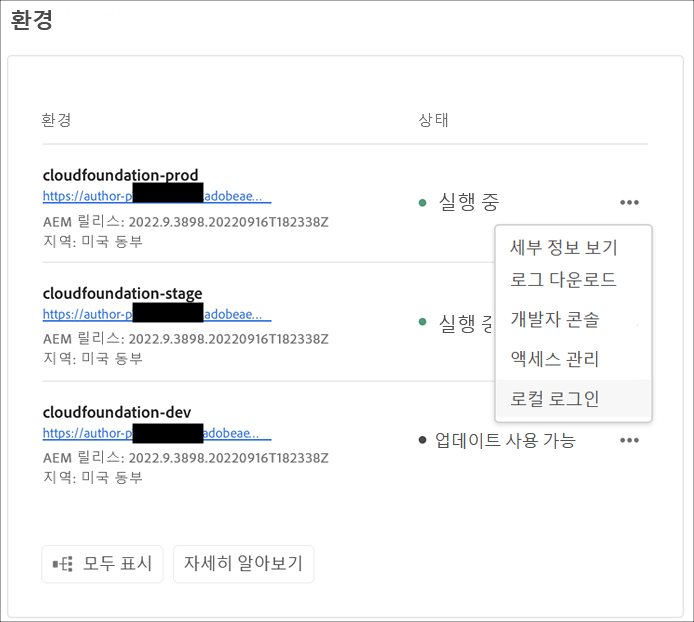 환경
환경 상태
cloudfoundation-prod
https://author-p adobeae...
실행 중
AEM 릴리스: 2022.9.3898.20220916T182338Z
지역: 미국 동부
세부 정보 보기
로그 다운로드
개발자 콘솔
액세스 관리
로컬 로그인
cloudfoundation-stage
https://author-p adobeae...
실행
AEM 릴리스: 2022.9.3898.20220916T182338Z
지역: 미국 동부
cloudfoundation-dev
https://author-p adobeae...
업데이트 사용 가능
AEM 릴리스: 2022.9.3898.20220916T182338Z
지역: 미국 동부
모두 표시 자세히 알아보기